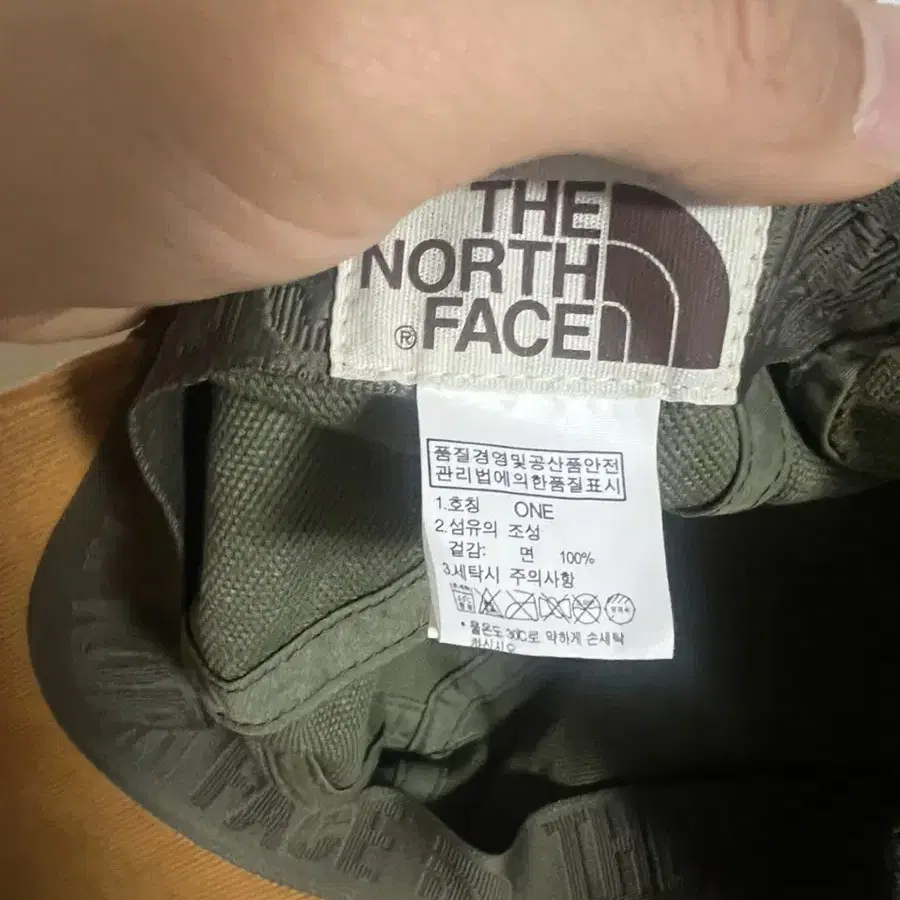 THE
NORTH
® FACE
품질경영및공산품안전
관리법에의한품질표시
1.호칭 ONE
2.섬유의 조성
겉감: 면 100%
3.세탁시 주의사항
* 물온도 30℃로 약하게 손세탁
하십시오
FACE